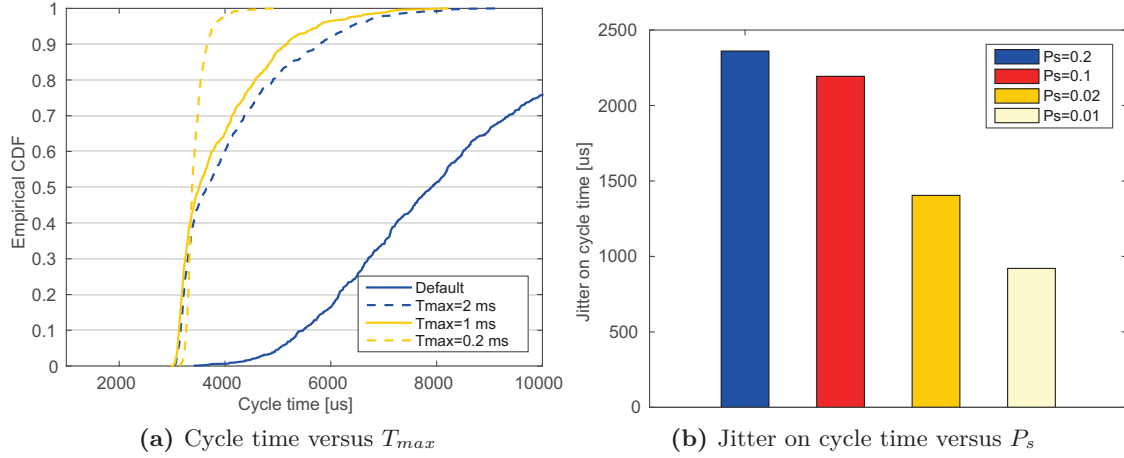 1
0.9
0.8
0.7
0.6
0.5
0.4
0.3
0.2
0.1
0
Empirical CDF
Default
Tmax=2 ms
Tmax=1 ms
Tmax=0.2 ms
2000 4000 6000 8000 10000
Cycle time [us]
(a) Cycle time versus Tmax
2500
2000
1500
1000
500
0
Jitter on cycle time [us]
Ps=0.2
Ps=0.1
Ps=0.02
Ps=0.01
(b) Jitter on cycle time versus Ps